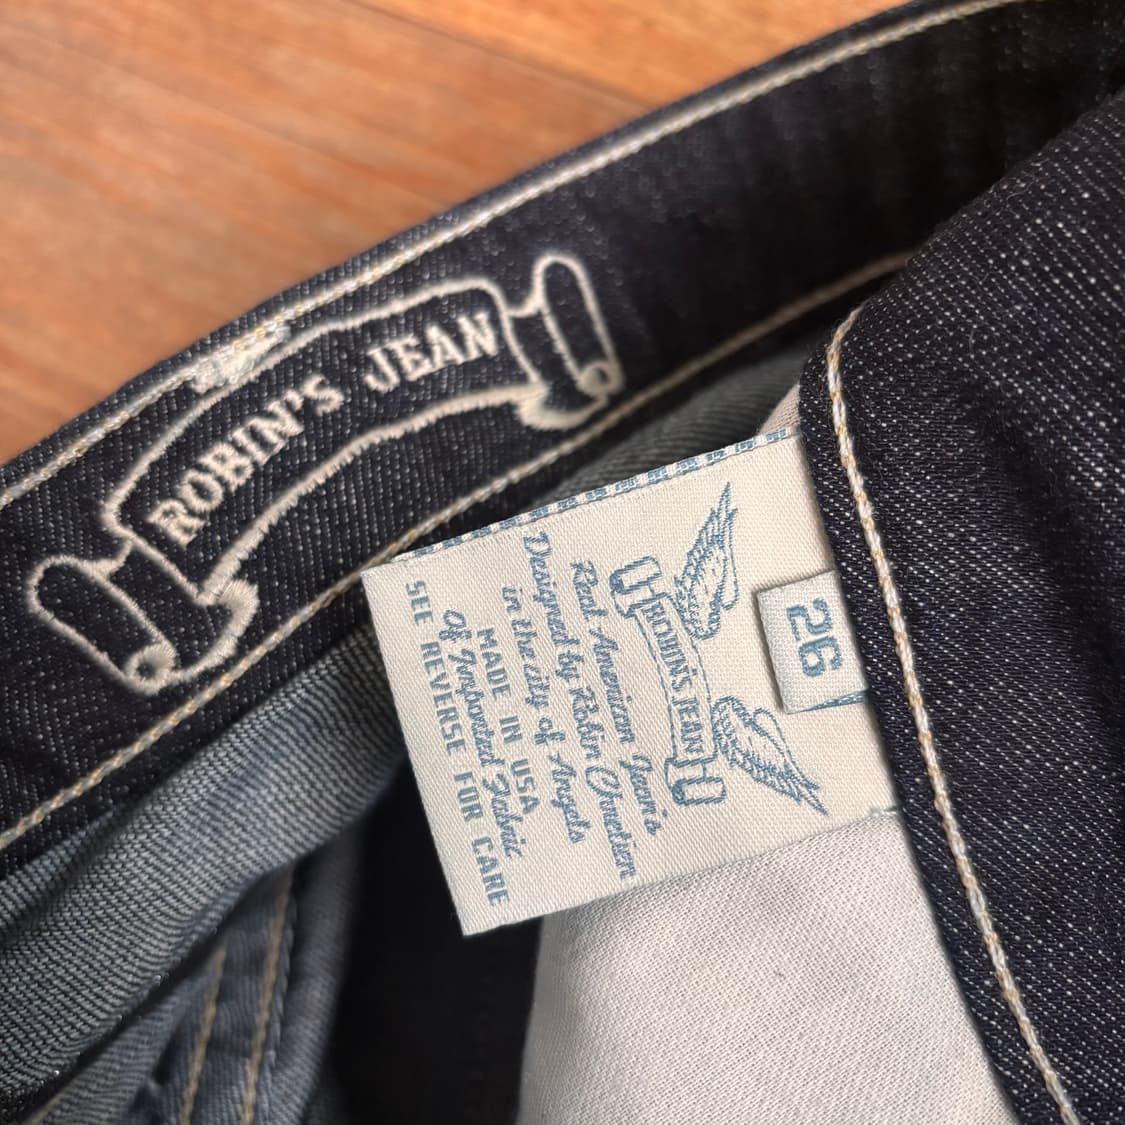 ROBIN'S JEAN
26
ROBIN'S JEAN
Real American Jean's
Designed by Robin Chretien
in the city of Angels
MADE IN USA
Of Imported Fabric
SEE REVERSE FOR CARE